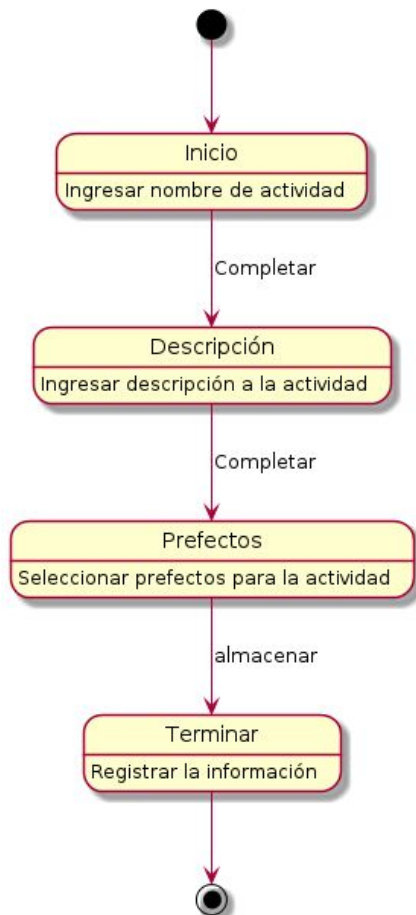 Inicio
Ingresar nombre de actividad
Completar
Descripción
Ingresar descripción a la actividad
Completar
Prefectos
Seleccionar prefectos para la actividad
almacenar
Terminar
Registrar la información